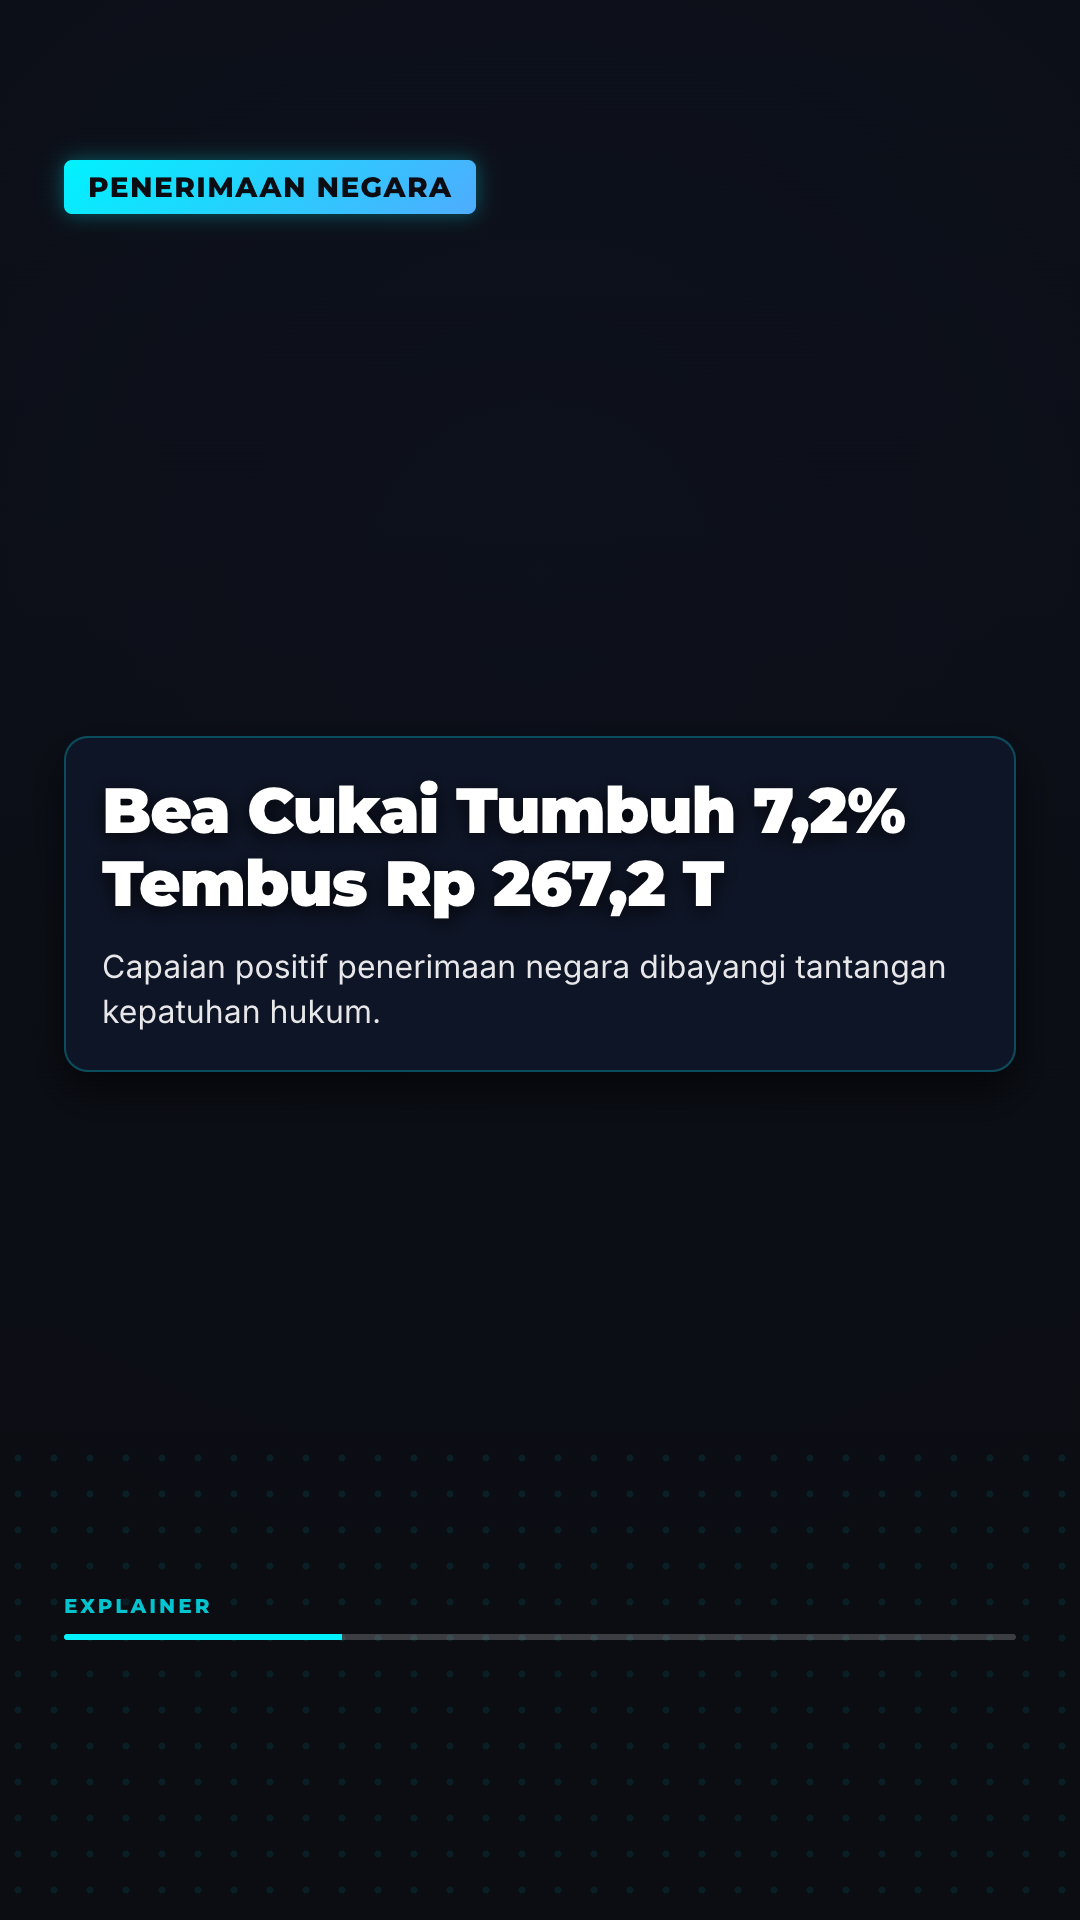 PENERIMAAN NEGARA
Bea Cukai Tumbuh 7,2%
Tembus Rp 267,2 T
Capaian positif penerimaan negara dibayangi tantangan
kepatuhan hukum.
EXPLAINER